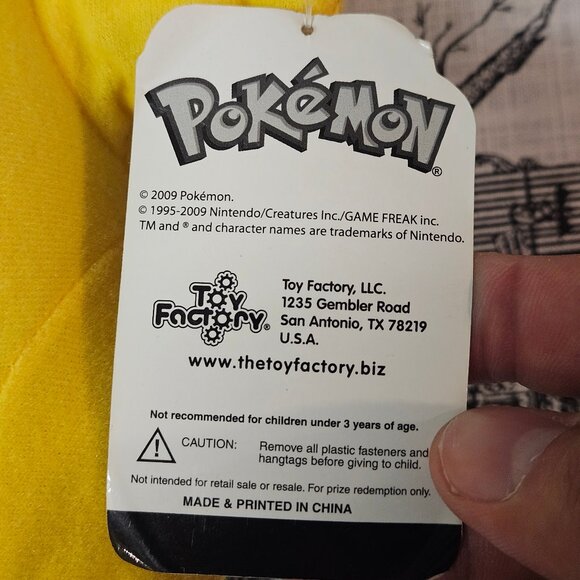 POKéMON®
© 2009 Pokémon.
© 1995-2009 Nintendo/Creatures Inc./GAME FREAK inc.
TM and ® and character names are trademarks of Nintendo.
Toy
Factory®
Toy Factory, LLC.
1235 Gembler Road
San Antonio, TX 78219
U.S.A.
www.thetoyfactory.biz
Not recommended for children under 3 years of age.
CAUTION: Remove all plastic fasteners and
hangtags before giving to child.
Not intended for retail sale or resale. For prize redemption only.
MADE & PRINTED IN CHINA